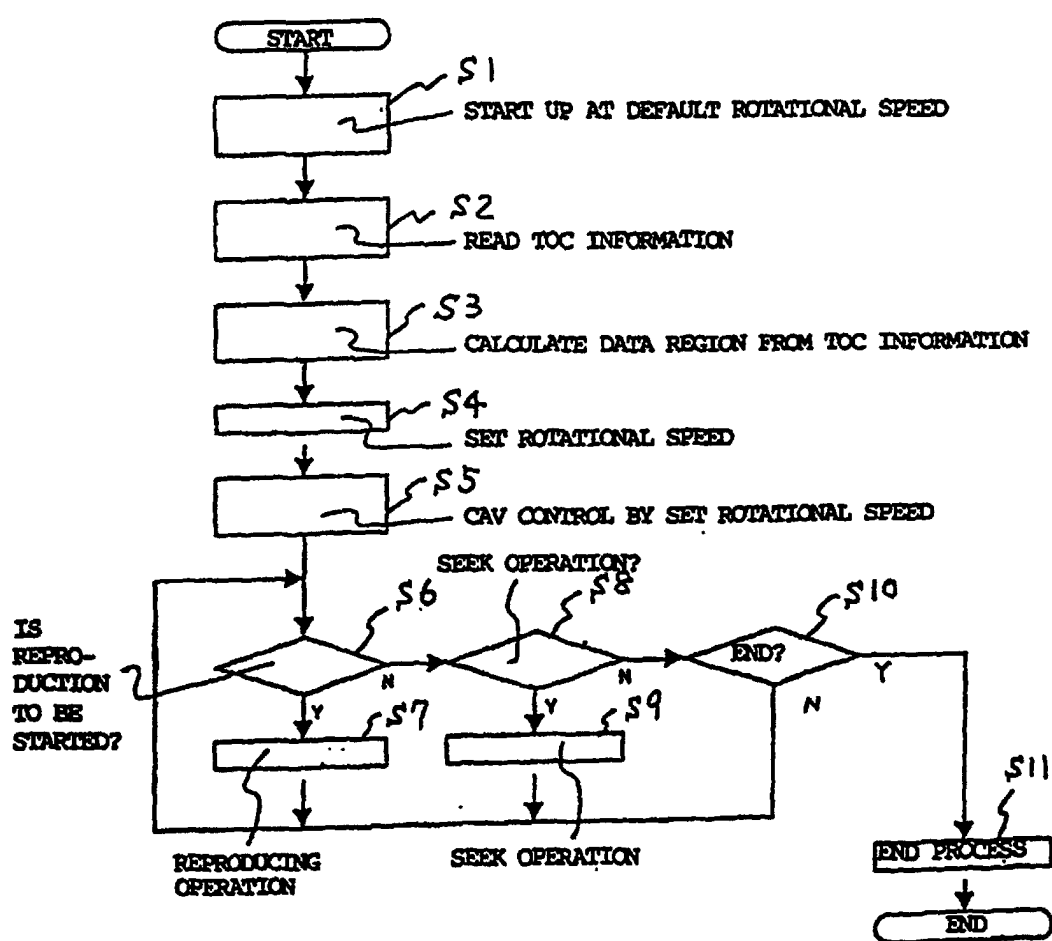 START
S1
START UP AT DEFAULT ROTATIONAL SPEED
S2
READ TOC INFORMATION
S3
CALCULATE DATA REGION FROM TOC INFORMATION
S4
SET ROTATIONAL SPEED
S5
CAV CONTROL BY SET ROTATIONAL SPEED
SEEK OPERATION?
S6
S8
S10
IS
REPRO-
DUCTION
TO BE
STARTED?
END?
N
N
Y
Y
Y
N
S7
S9
S11
REPRODUCING
OPERATION
SEEK OPERATION
END PROCESS
END